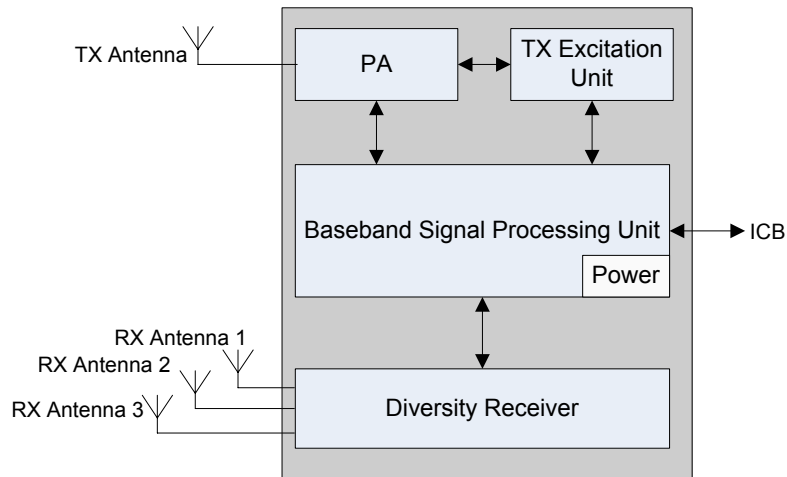 TX Antenna
PA
TX Excitation
Unit
Baseband Signal Processing Unit
ICB
Power
RX Antenna 1
RX Antenna 2
RX Antenna 3
Diversity Receiver